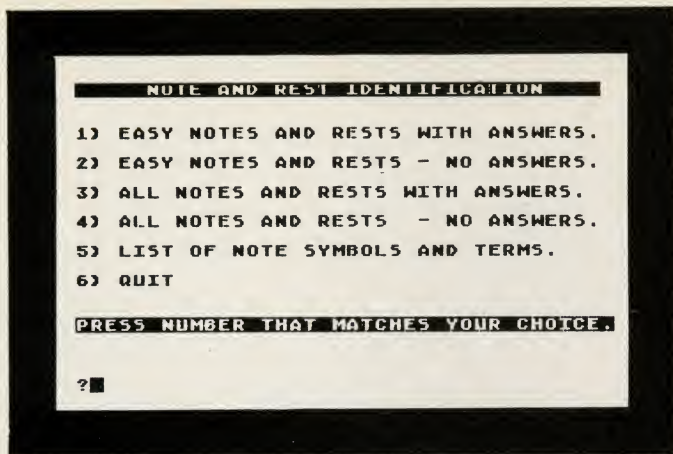 NOTE AND REST IDENTIFICATION
1) EASY NOTES AND RESTS WITH ANSWERS.
2) EASY NOTES AND RESTS - NO ANSWERS.
3) ALL NOTES AND RESTS WITH ANSWERS.
4) ALL NOTES AND RESTS - NO ANSWERS.
5) LIST OF NOTE SYMBOLS AND TERMS.
6) QUIT
PRESS NUMBER THAT MATCHES YOUR CHOICE.
?